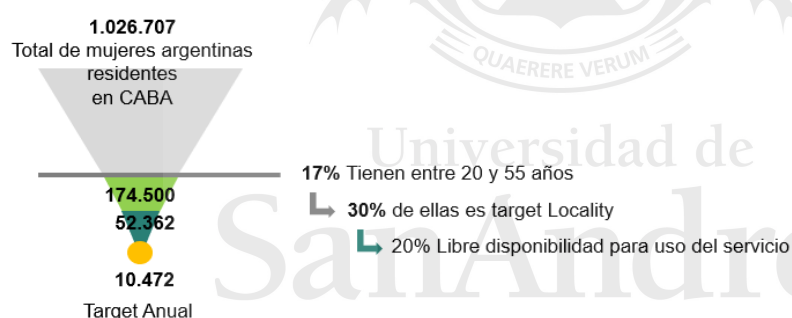 1.026.707
Total de mujeres argentinas
residentes
en CABA
QUAERERE VERUM
Universidad de
17% Tienen entre 20 y 55 años
174.500
30% de ellas es target Locality
52.362
20% Libre disponibilidad para uso del servicio
SanAndre
10.472
Target Anual